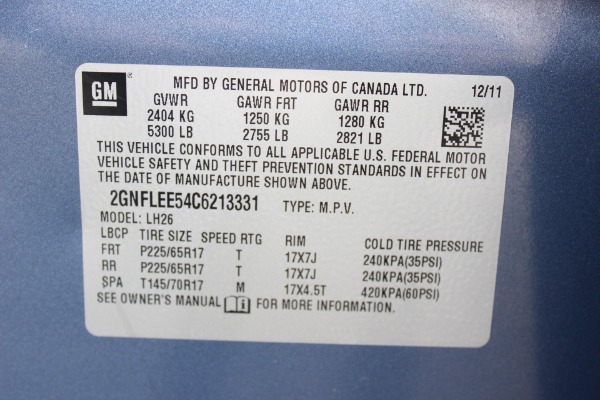 GM
MFD BY GENERAL MOTORS OF CANADA LTD. 12/11
GVWR GAWR FRT GAWR RR
2404 KG 1250 KG 1280 KG
5300 LB 2755 LB 2821 LB
THIS VEHICLE CONFORMS TO ALL APPLICABLE U.S. FEDERAL MOTOR
VEHICLE SAFETY AND THEFT PREVENTION STANDARDS IN EFFECT ON
THE DATE OF MANUFACTURE SHOWN ABOVE.
2GNFLEE54C6213331 TYPE: M.P.V.
MODEL: LH26
LBCP TIRE SIZE SPEED RTG RIM COLD TIRE PRESSURE
FRT P225/65R17 T 17X7J 240KPA(35PSI)
RR P225/65R17 T 17X7J 240KPA(35PSI)
SPA T145/70R17 M 17X4.5T 420KPA(60PSI)
SEE OWNER'S MANUAL i FOR MORE INFORMATION.